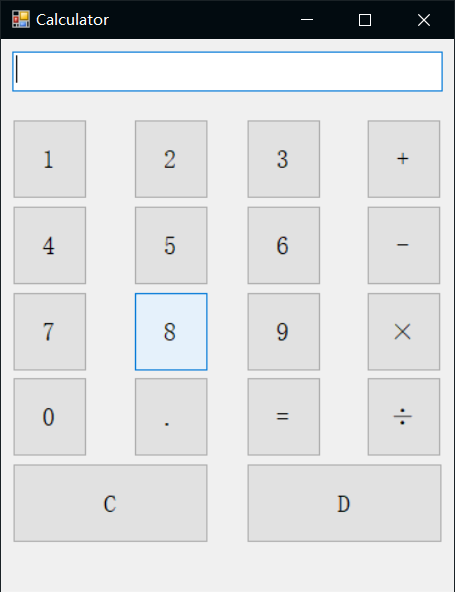 Calculator
1 2 3 +
4 5 6 -
7 8 9 ×
0 . = ÷
C D